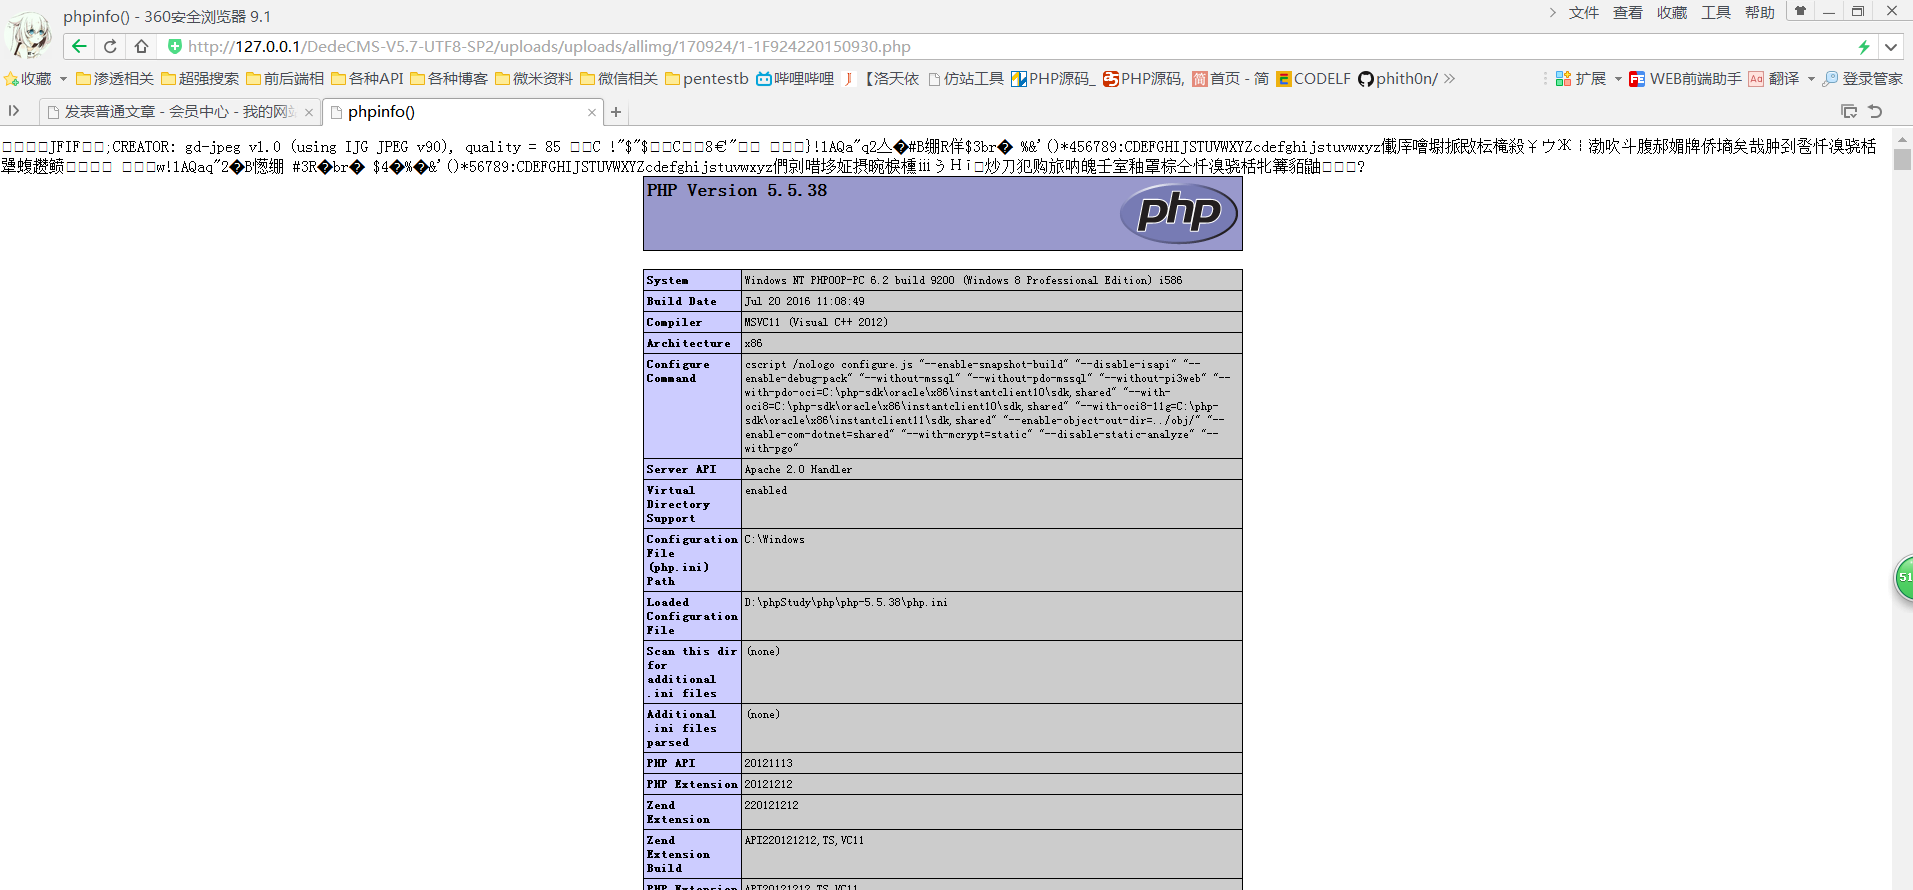 phpinfo() - 360安全浏览器 9.1
文件 查看 收藏 工具 帮助
http://127.0.0.1/DedeCMS-V5.7-UTF8-SP2/uploads/uploads/allimg/170924/1-1F924220150930.php
收藏 渗透相关 超强搜索 前后端相 各种API 各种博客 微米资料 微信相关 pentestb 哔哩哔哩 【洛天依 仿站工具 PHP源码_ PHP源码, 首页 - 简 CODELF phith0n/ 扩展 WEB前端助手 翻译 登录管家
发表普通文章 - 会员中心 - 我的网 phpinfo()
JFIF ;CREATOR: gd-jpeg v1.0 (using IJG JPEG v90), quality = 85
PHP Version 5.5.38
php
System Windows NT PHPOOP-PC 6.2 build 9200 (Windows 8 Professional Edition) i586
Build Date Jul 20 2016 11:08:49
Compiler MSVC11 (Visual C++ 2012)
Architecture x86
Configure Command cscript /nologo configure.js "--enable-snapshot-build" "--disable-isapi" "--
enable-debug-pack" "--without-mssql" "--without-pdo-mssql" "--without-pi3web" "--
with-pdo-oci=C:\php-sdk\oracle\x86\instantclient10\sdk,shared" "--with-
oci8=C:\php-sdk\oracle\x86\instantclient10\sdk,shared" "--with-oci8-11g=C:\php-
sdk\oracle\x86\instantclient11\sdk,shared" "--enable-object-out-dir=../obj/" "--
enable-com-dotnet=shared" "--with-mcrypt=static" "--disable-static-analyze" "--
with-pgo"
Server API Apache 2.0 Handler
Virtual Directory Support enabled
Configuration File (php.ini) Path C:\Windows
Loaded Configuration File D:\phpStudy\php\php-5.5.38\php.ini
Scan this dir for additional .ini files (none)
Additional .ini files parsed (none)
PHP API 20121113
PHP Extension 20121212
Zend Extension 220121212
Zend Extension Build API220121212,TS,VC11
PHP Extension API20121212,TS,VC11
51